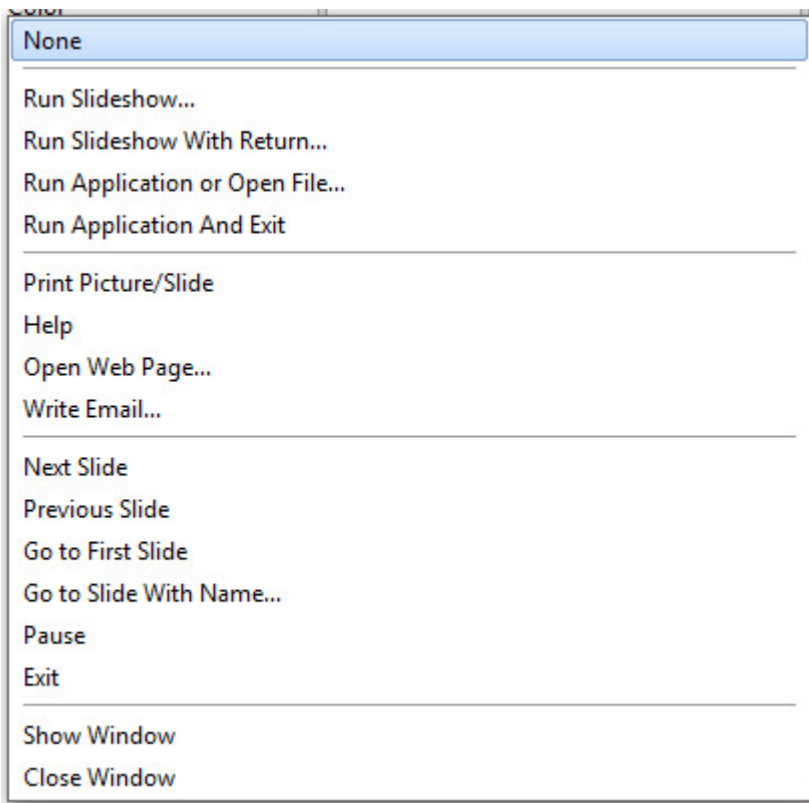 Color
None
Run Slideshow...
Run Slideshow With Return...
Run Application or Open File...
Run Application And Exit
Print Picture/Slide
Help
Open Web Page...
Write Email...
Next Slide
Previous Slide
Go to First Slide
Go to Slide With Name...
Pause
Exit
Show Window
Close Window